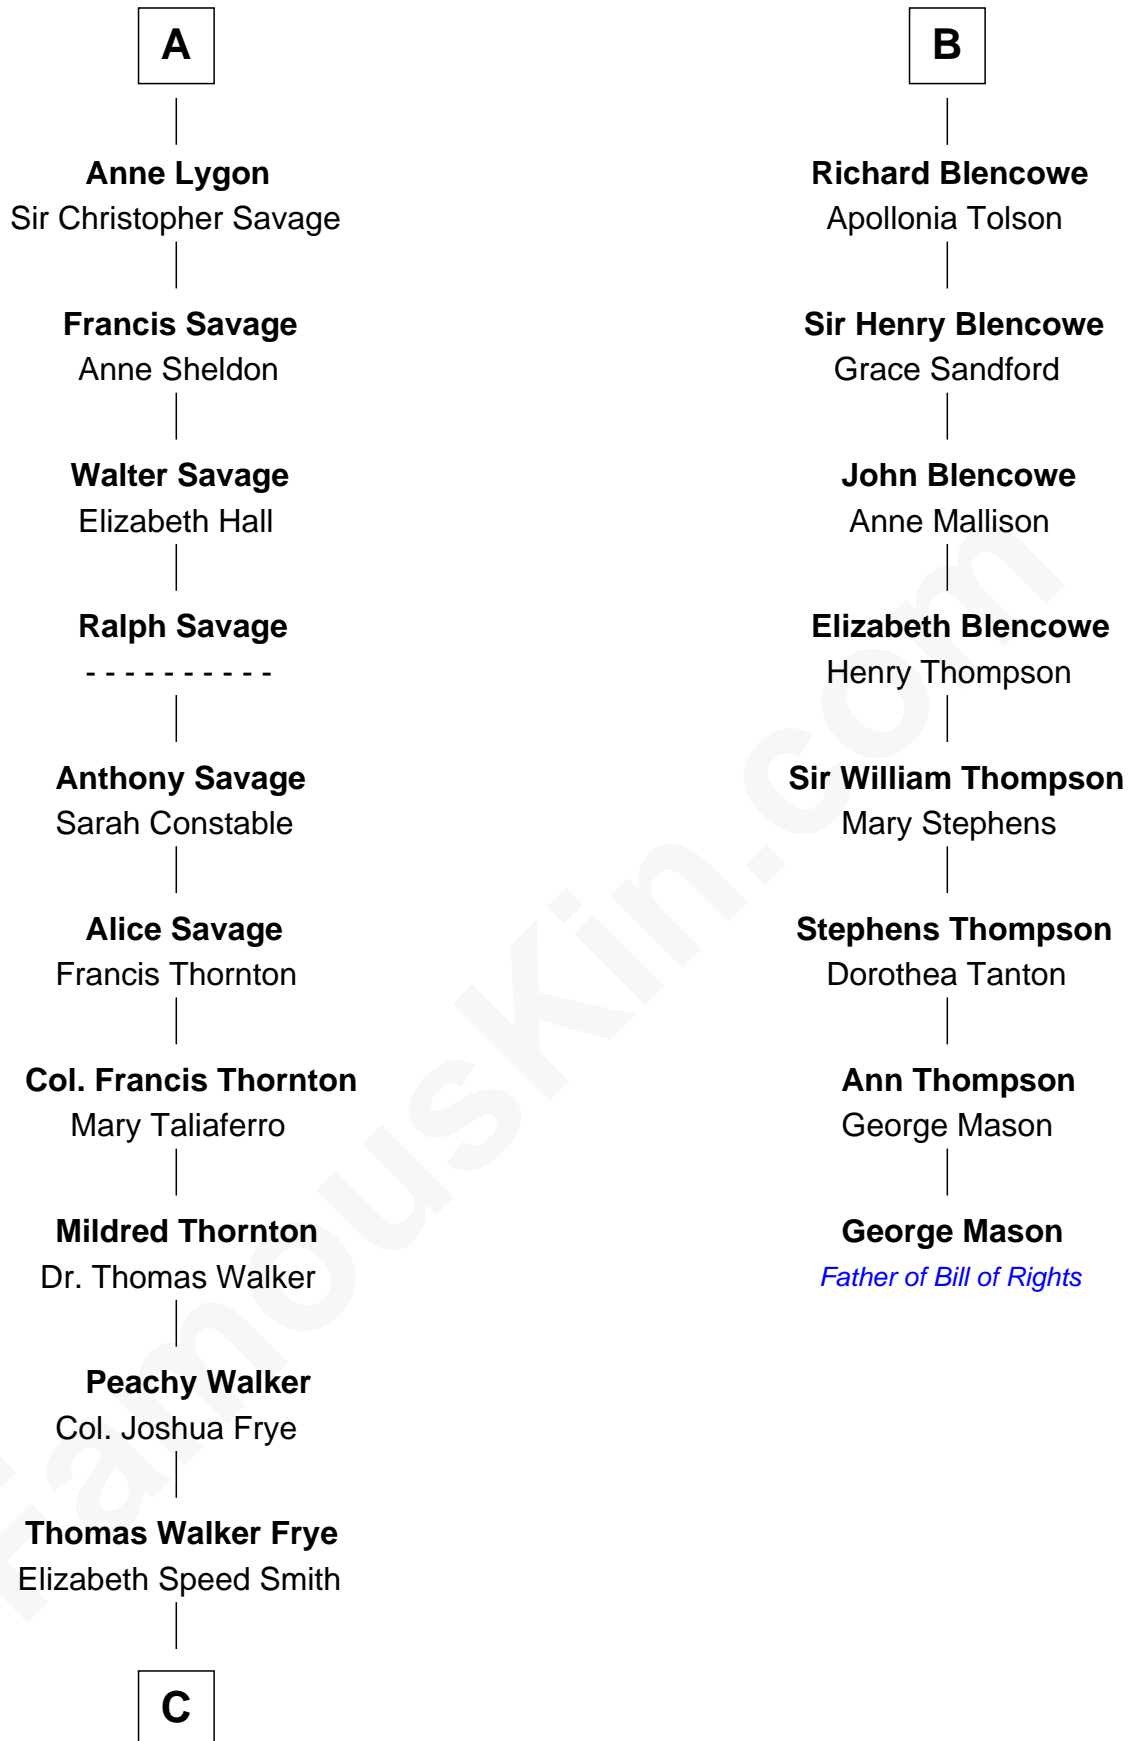 A
Anne Lygon
Sir Christopher Savage
Francis Savage
Anne Sheldon
Walter Savage
Elizabeth Hall
Ralph Savage
- - - - - - - - - -
Anthony Savage
Sarah Constable
Alice Savage
Francis Thornton
Col. Francis Thornton
Mary Taliaferro
Mildred Thornton
Dr. Thomas Walker
Peachy Walker
Col. Joshua Frye
Thomas Walker Frye
Elizabeth Speed Smith
C
B
Richard Blencowe
Apollonia Tolson
Sir Henry Blencowe
Grace Sandford
John Blencowe
Anne Mallison
Elizabeth Blencowe
Henry Thompson
Sir William Thompson
Mary Stephens
Stephens Thompson
Dorothea Tanton
Ann Thompson
George Mason
George Mason
Father of Bill of Rights
FamousKin.com